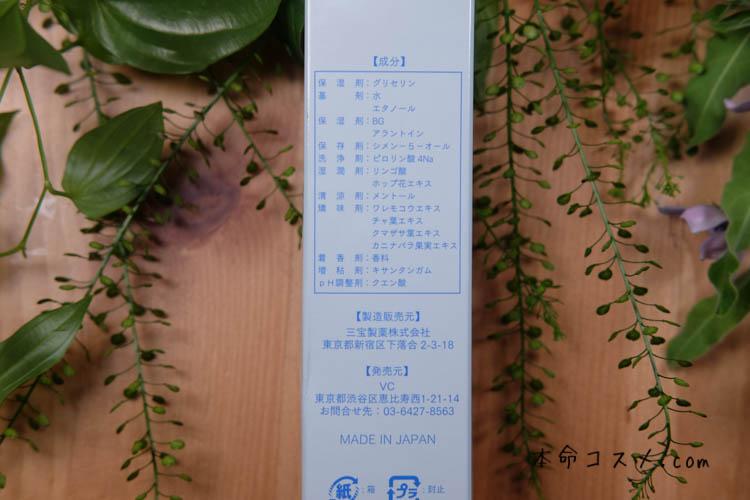 【成分】
保湿剤:グリセリン
基剤:水
エタノール
保湿剤:BG
アラントイン
保存剤:シメン-5-オール
洗浄剤:ピロリン酸4Na
湿潤剤:リンゴ酸
ホップ花エキス
清涼剤:メントール
矯味剤:ワレモコウエキス
チャ葉エキス
クマザサ葉エキス
カニナバラ果実エキス
着香剤:香料
増粘剤:キサンタンガム
pH調整剤:クエン酸
【製造販売元】
三宝製薬株式会社
東京都新宿区下落合2-3-18
【発売元】
VC
東京都渋谷区恵比寿西1-21-14
お問合せ先:03-6427-8563
MADE IN JAPAN
紙:箱 プラ:封止
本命コスメ.com